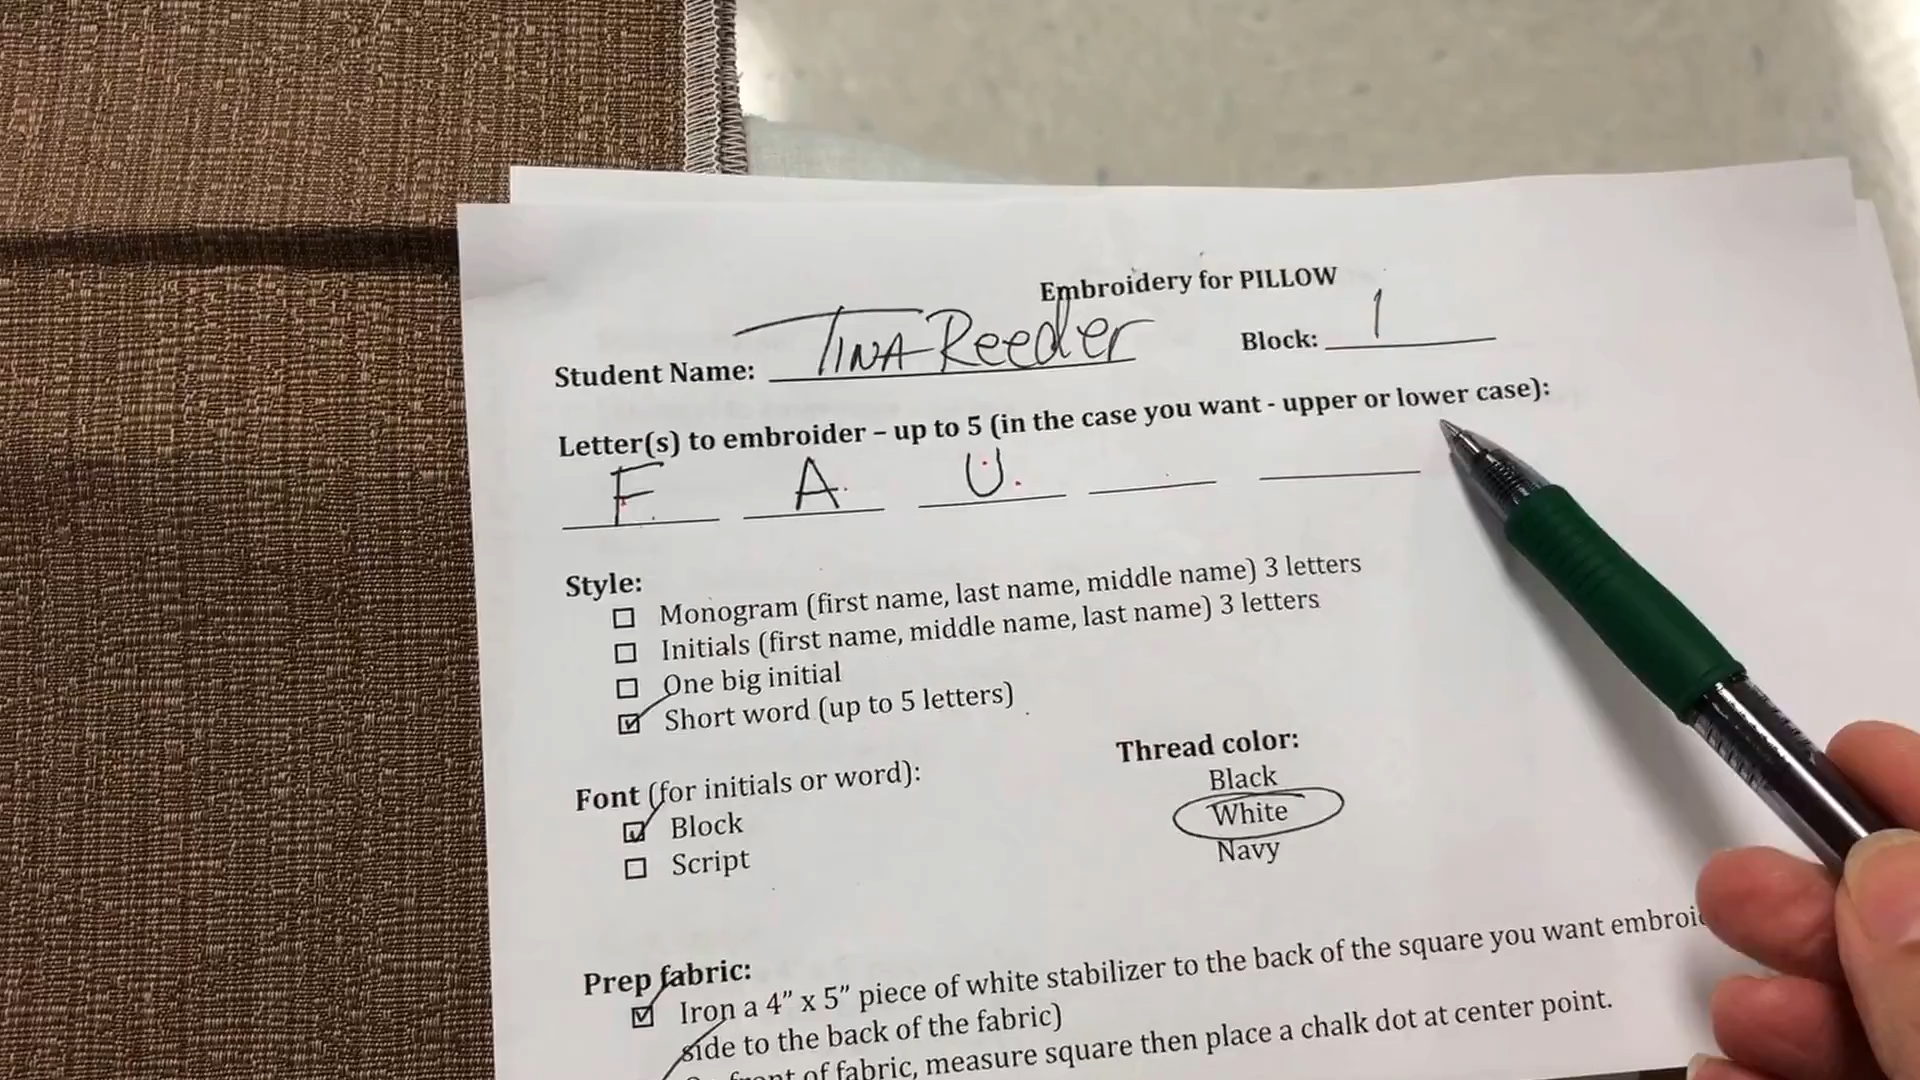 Embroidery for PILLOW
Student Name: TINA Reeder Block: 1
Letter(s) to embroider – up to 5 (in the case you want - upper or lower case):
F. A. U.
Style:
Monogram (first name, last name, middle name) 3 letters
Initials (first name, middle name, last name) 3 letters
One big initial
Short word (up to 5 letters)
Font (for initials or word):
Block
Script
Thread color:
Black
White
Navy
Prep fabric:
Iron a 4” x 5” piece of white stabilizer to the back of the square you want
side to the back of the fabric)
front of fabric, measure square then place a chalk dot at center point.